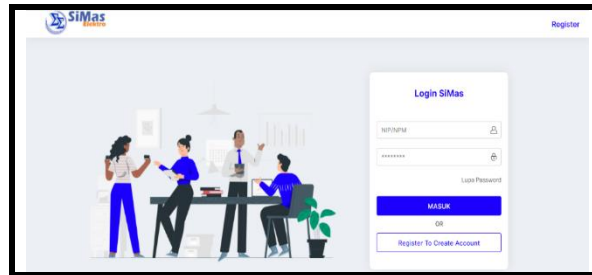 SiMas
Elektro
Register
Login SiMas
NIP/NPM
********
Lupa Password
MASUK
OR
Register To Create Account